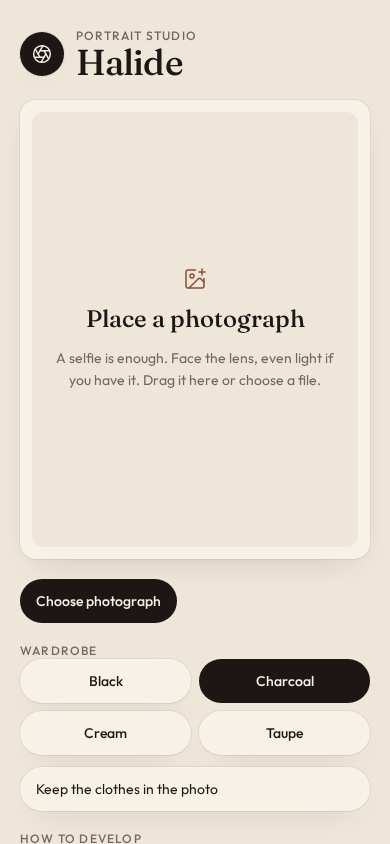 PORTRAIT STUDIO
Halide
Place a photograph
A selfie is enough. Face the lens, even light if
you have it. Drag it here or choose a file.
Choose photograph
WARDROBE
Black
Charcoal
Cream
Taupe
Keep the clothes in the photo
HOW TO DEVELOP